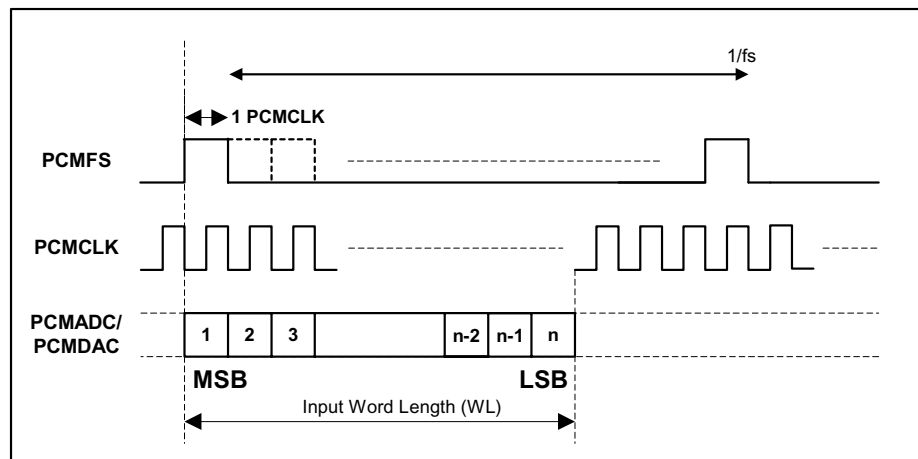 1/fs
1 PCMCLK
PCMFS
PCMCLK
PCMADC/
PCMDAC
1 2 3 n-2 n-1 n
MSB LSB
Input Word Length (WL)